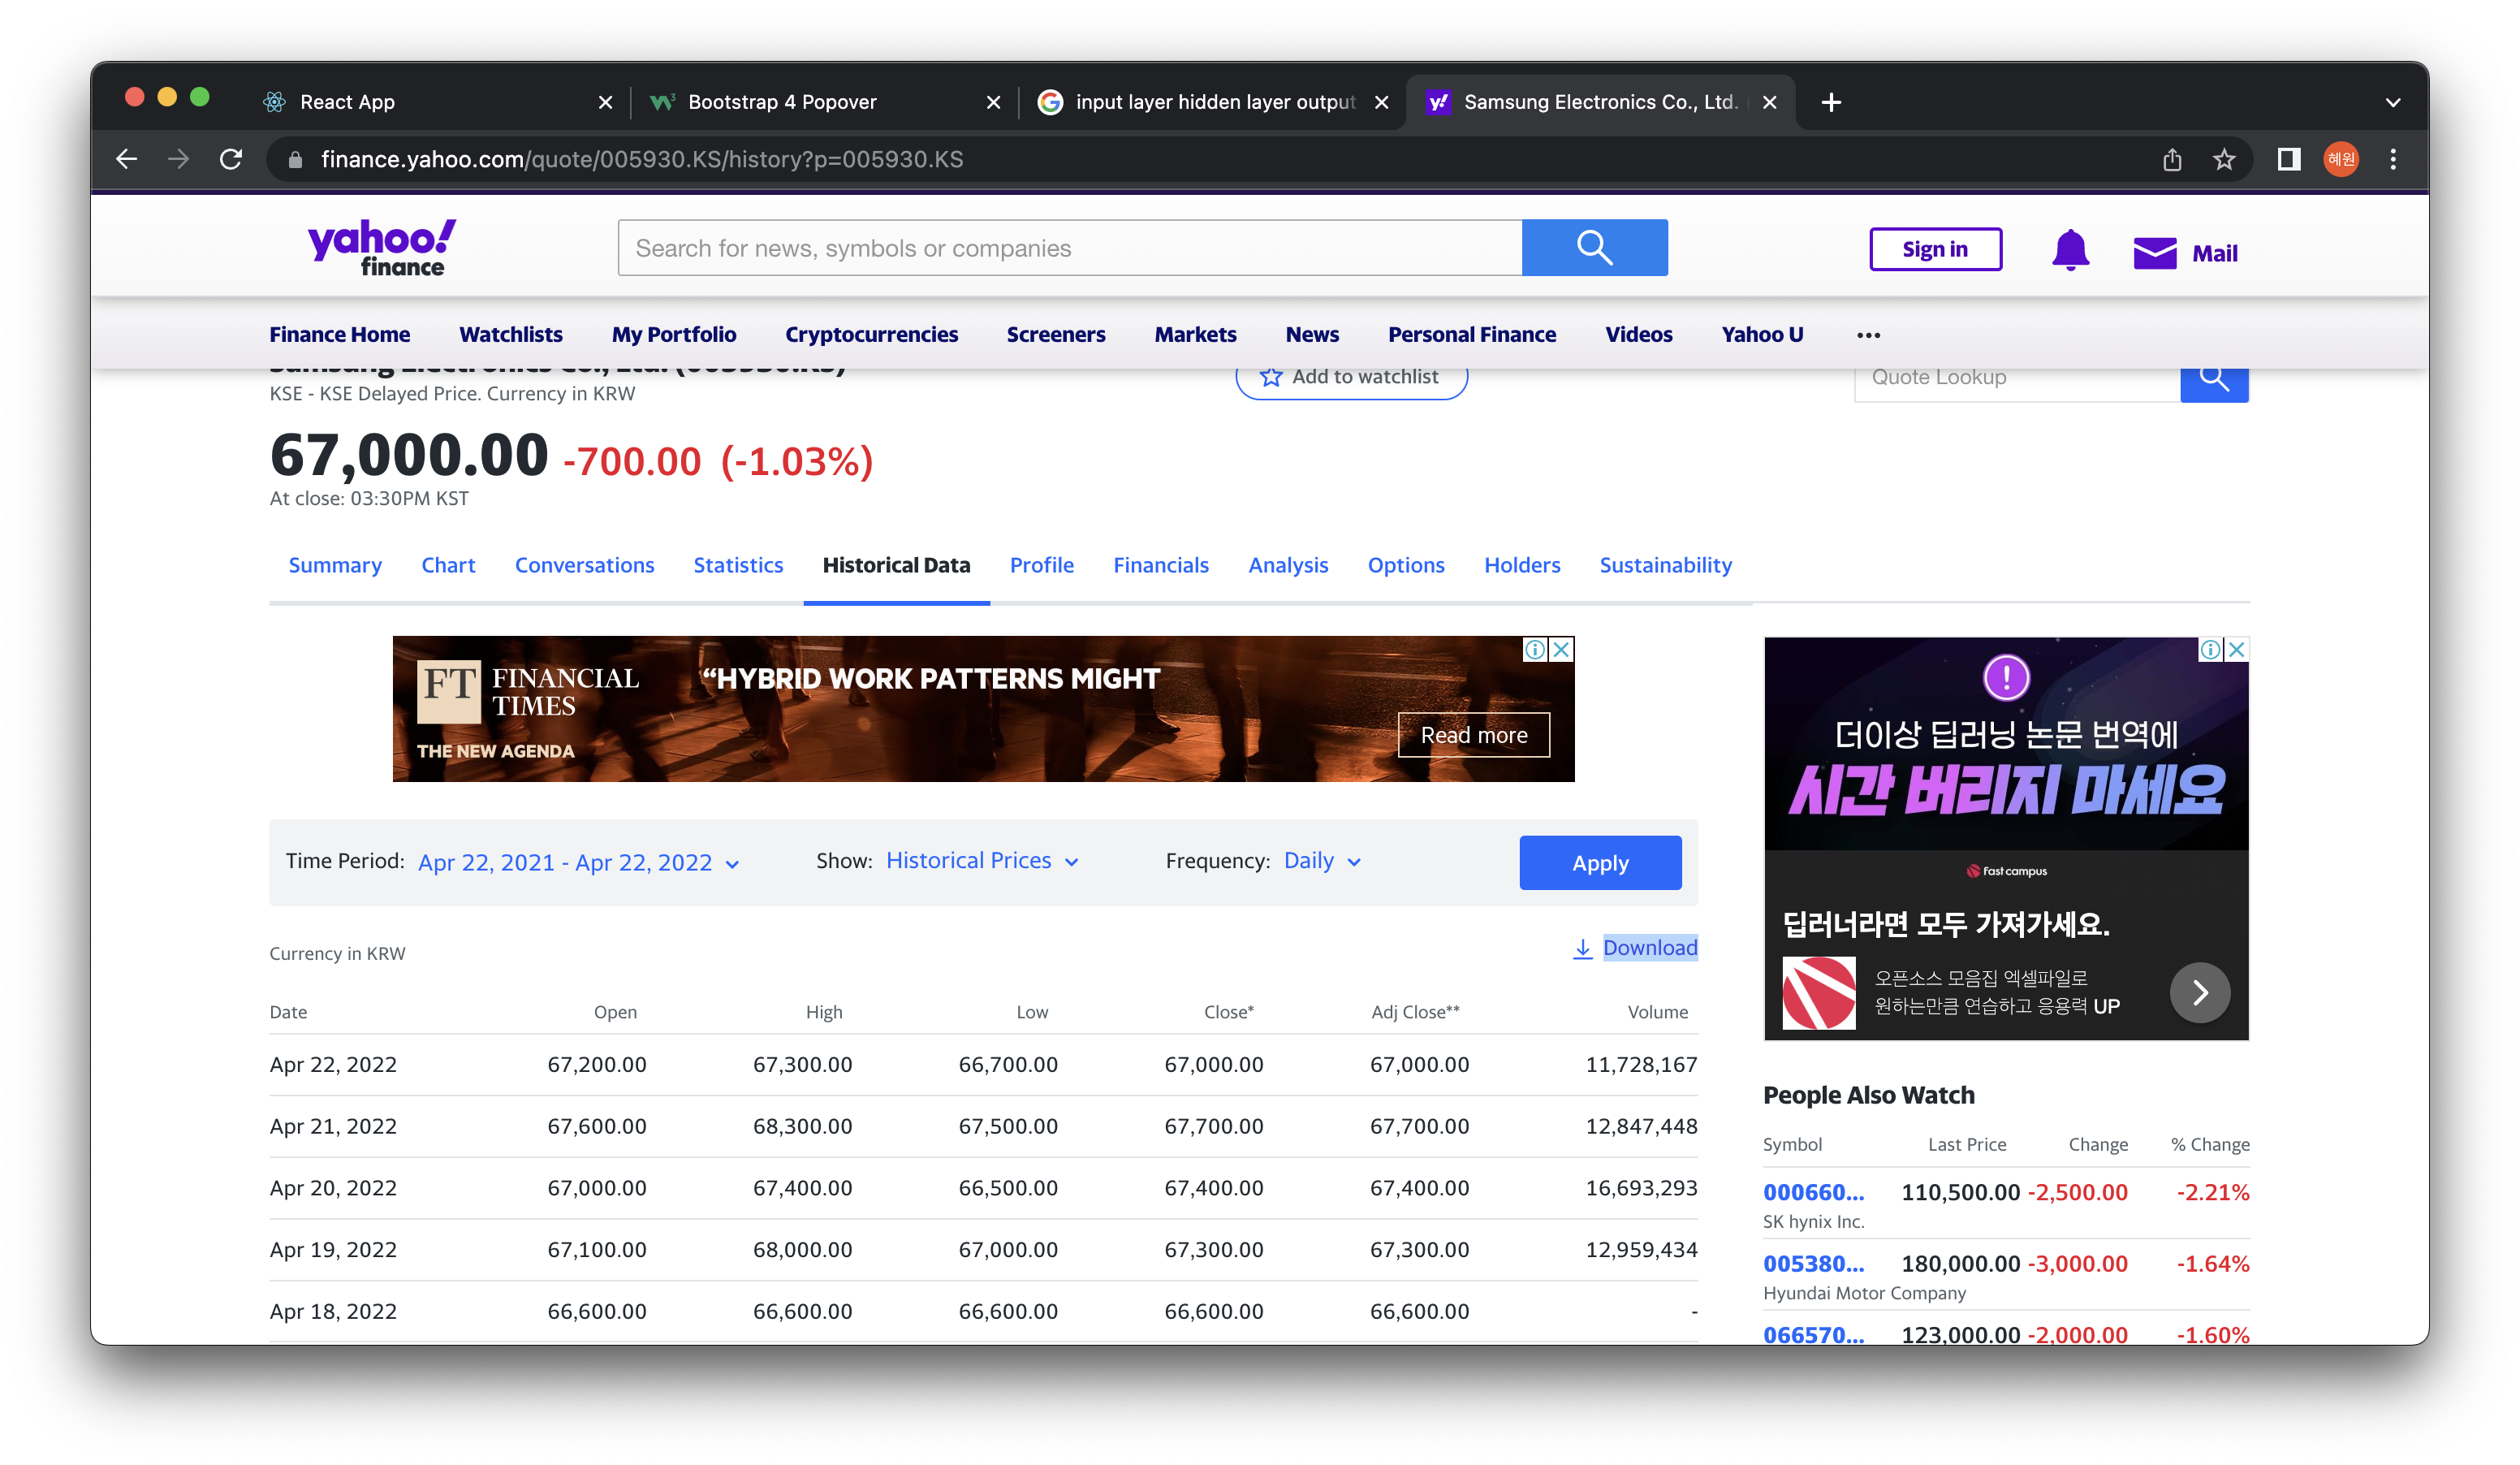 React App
Bootstrap 4 Popover
input layer hidden layer output
Samsung Electronics Co., Ltd.
finance.yahoo.com/quote/005930.KS/history?p=005930.KS
혜원
yahoo!
finance
Search for news, symbols or companies
Sign in
Mail
Finance Home Watchlists My Portfolio Cryptocurrencies Screeners Markets News Personal Finance Videos Yahoo U •••
Samsung Electronics Co., Ltd. (005930.KS)
KSE - KSE Delayed Price. Currency in KRW
Add to watchlist
Quote Lookup
67,000.00 -700.00 (-1.03%)
At close: 03:30PM KST
Summary Chart Conversations Statistics Historical Data Profile Financials Analysis Options Holders Sustainability
FT FINANCIAL
TIMES
THE NEW AGENDA
“HYBRID WORK PATTERNS MIGHT
Read more
더이상 딥러닝 논문 번역에
시간 버리지 마세요
Fast campus
딥러너라면 모두 가져가세요.
오픈소스 모음집 엑셀파일로
원하는만큼 연습하고 응용력 UP
Time Period: Apr 22, 2021 - Apr 22, 2022 Show: Historical Prices Frequency: Daily Apply
Currency in KRW
Download
Date Open High Low Close* Adj Close** Volume
Apr 22, 2022 67,200.00 67,300.00 66,700.00 67,000.00 67,000.00 11,728,167
Apr 21, 2022 67,600.00 68,300.00 67,500.00 67,700.00 67,700.00 12,847,448
Apr 20, 2022 67,000.00 67,400.00 66,500.00 67,400.00 67,400.00 16,693,293
Apr 19, 2022 67,100.00 68,000.00 67,000.00 67,300.00 67,300.00 12,959,434
Apr 18, 2022 66,600.00 66,600.00 66,600.00 66,600.00 66,600.00 -
People Also Watch
Symbol Last Price Change % Change
000660... 110,500.00 -2,500.00 -2.21%
SK hynix Inc.
005380... 180,000.00 -3,000.00 -1.64%
Hyundai Motor Company
066570... 123,000.00 -2,000.00 -1.60%